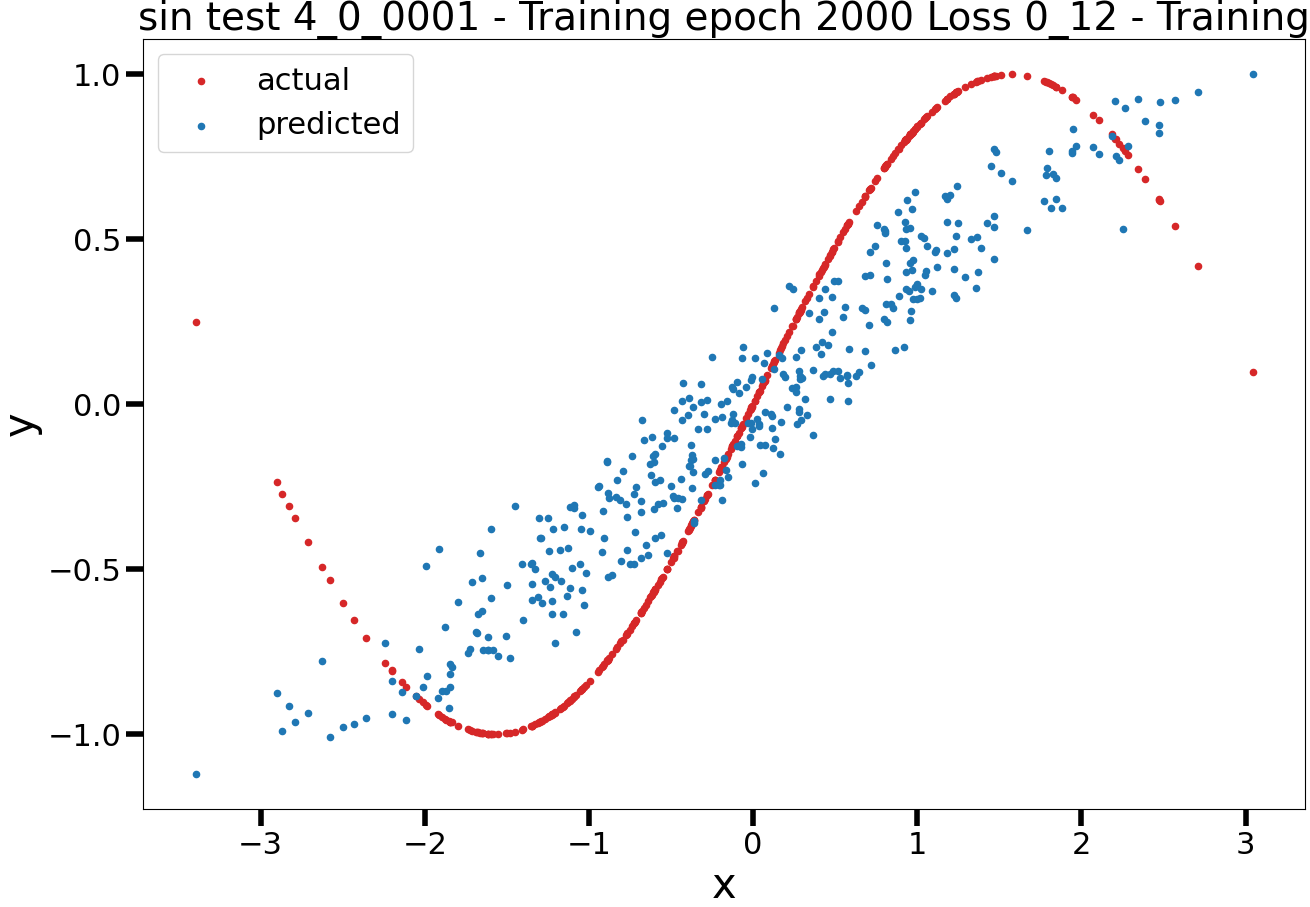 sin test 4_0_0001 - Training epoch 2000 Loss 0_12 - Training
actual
predicted
1.0
0.5
0.0
−0.5
−1.0
y
−3
−2
−1
0
1
2
3
x